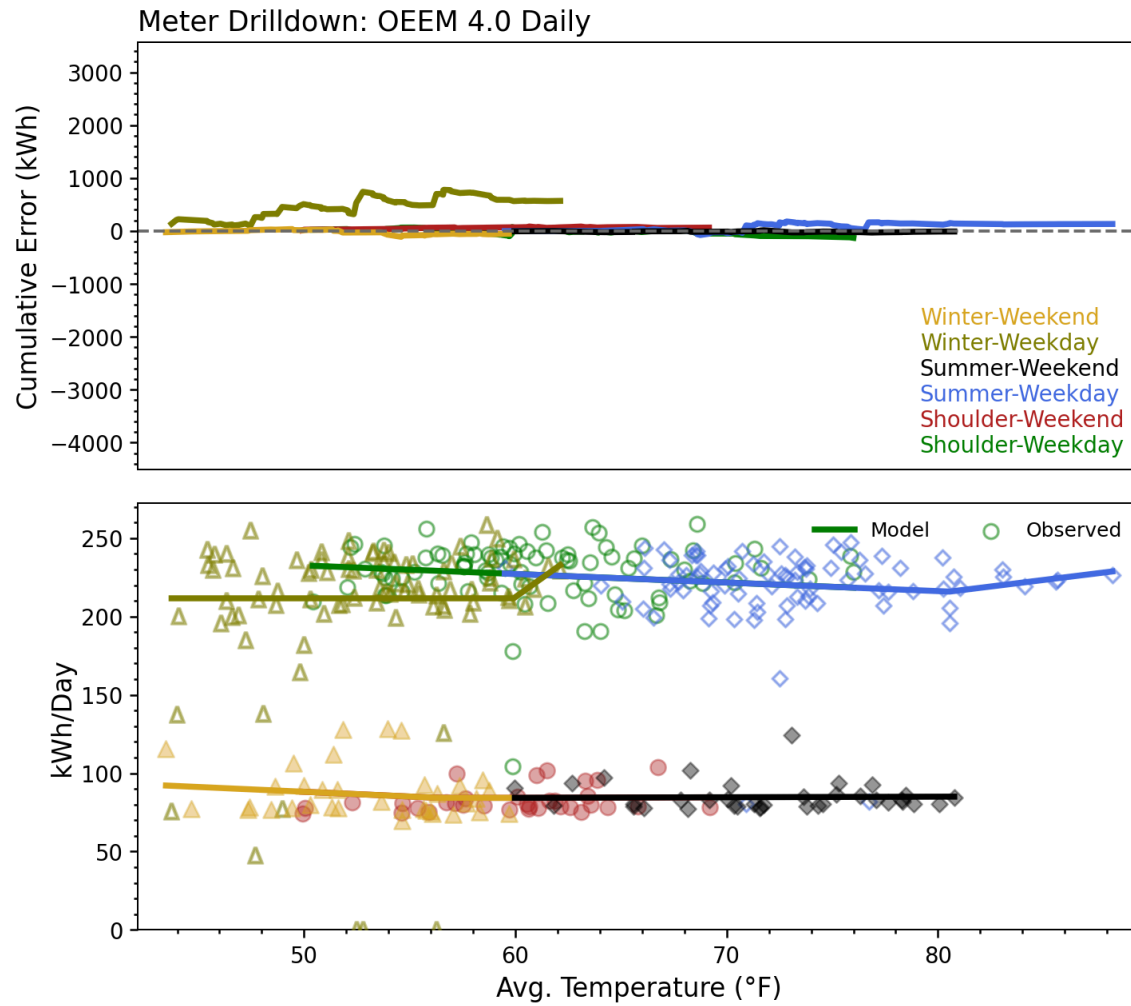 Meter Drilldown: OEEM 4.0 Daily
3000
2000
1000
0
−1000
−2000
−3000
−4000
Cumulative Error (kWh)
Winter-Weekend
Winter-Weekday
Summer-Weekend
Summer-Weekday
Shoulder-Weekend
Shoulder-Weekday
250
200
150
100
50
0
kWh/Day
Model Observed
50 60 70 80
Avg. Temperature (°F)